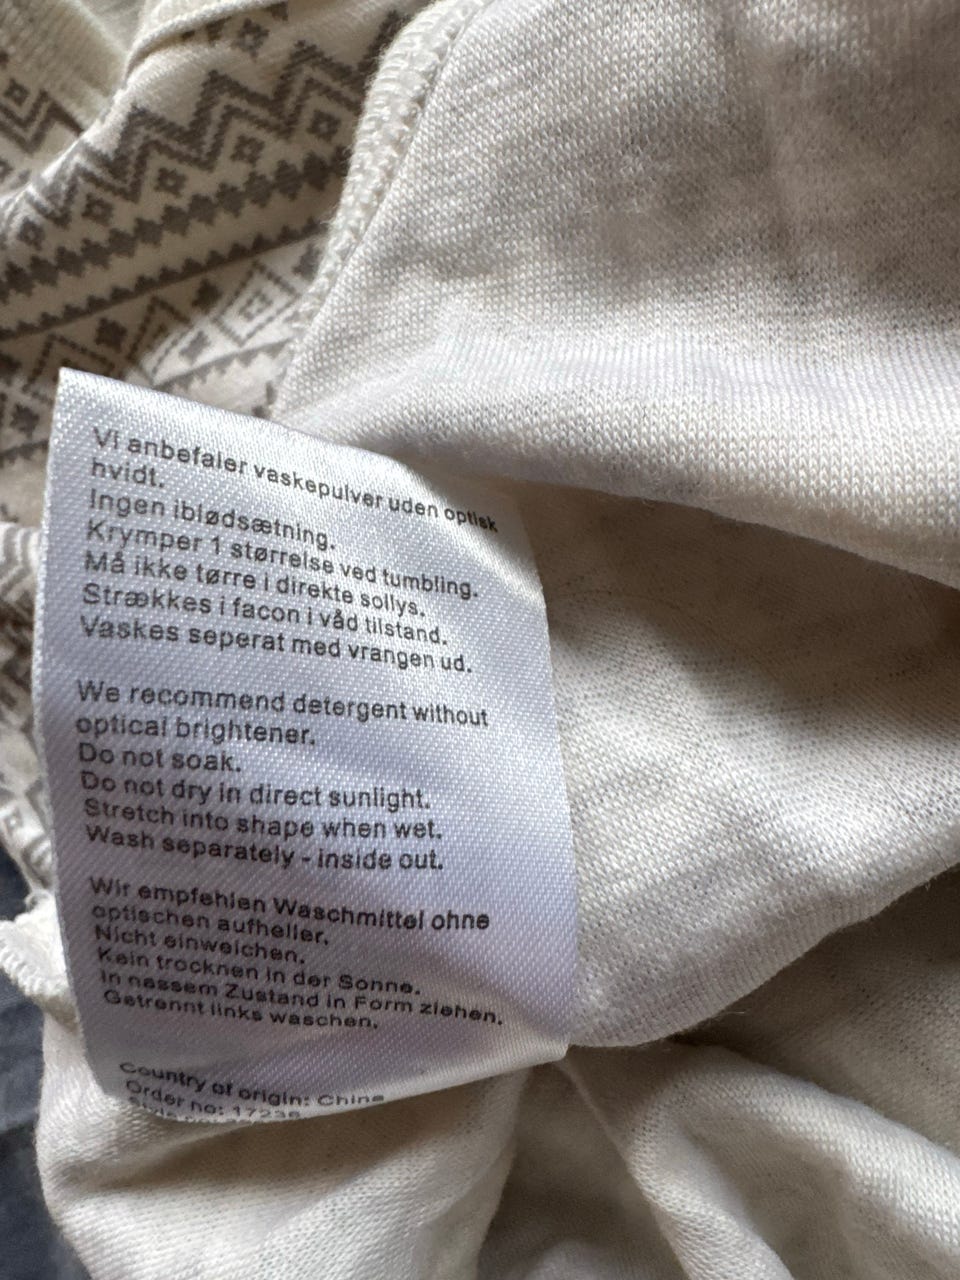 Vi anbefaler vaskepulver uden optisk
hvidt.
Ingen iblødsætning.
Krymper 1 størrelse ved tumbling.
Må ikke tørre i direkte sollys.
Strækkes i facon i våd tilstand.
Vaskes seperat med vrangen ud.
We recommend detergent without
optical brightener.
Do not soak.
Do not dry in direct sunlight.
Stretch into shape when wet.
Wash separately - inside out.
Wir empfehlen Waschmittel ohne
optischen aufheller.
Nicht einweichen.
Kein trocknen in der Sonne.
In nassem Zustand in Form ziehen.
Getrennt links waschen.
Country of origin: China
Order no: 17236